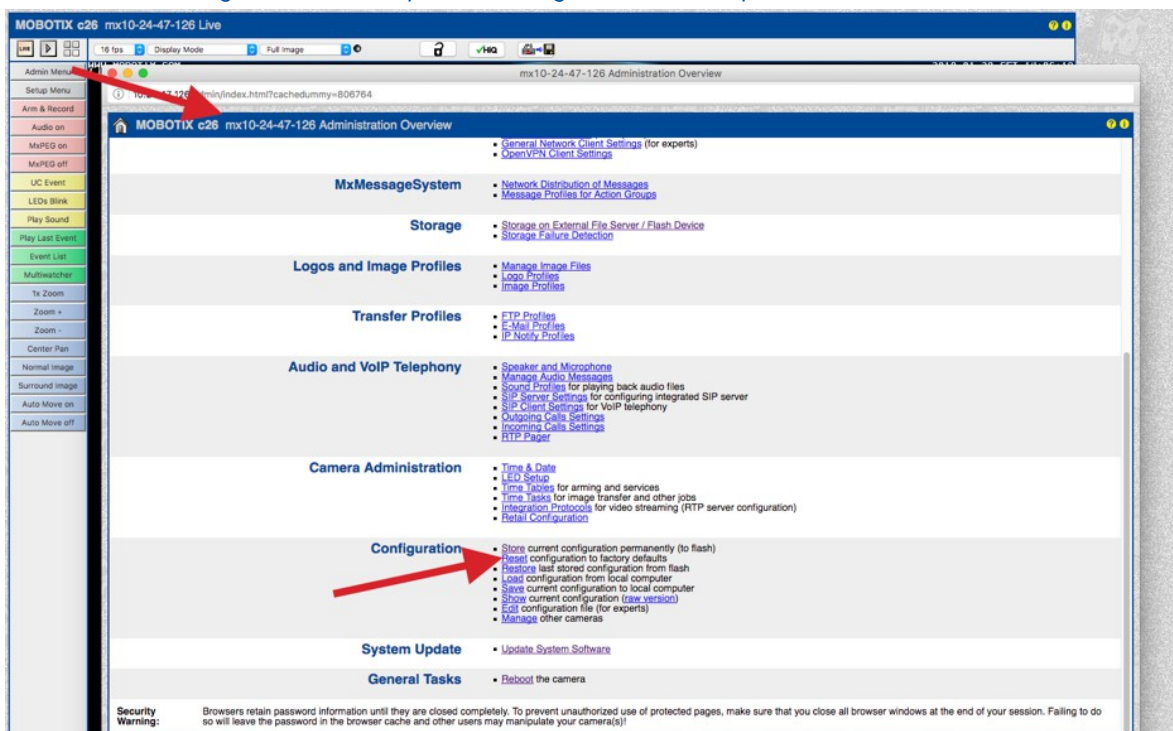 MOBOTIX c26 mx10-24-47-126 Live
16 fps Display Mode Full Image HIQ
Admin Menu
mx10-24-47-126 Administration Overview
Setup Menu
admin/index.html?cachedummy=806764
Arm & Record
Audio on
MOBOTIX c26 mx10-24-47-126 Administration Overview
MxPEG on
General Network Client Settings (for experts)
OpenVPN Client Settings
MxPEG off
UC Event
LEDs Blink
Play Sound
Play Last Event
Event List
Multiwatcher
1x Zoom
Zoom +
Zoom -
Center Pan
Normal Image
Surround Image
Auto Move on
Auto Move off
MxMessageSystem
Network Distribution of Messages
Message Profiles for Action Groups
Storage
Storage on External File Server / Flash Device
Storage Failure Detection
Logos and Image Profiles
Manage Image Files
Logo Profiles
Image Profiles
Transfer Profiles
FTP Profiles
E-Mail Profiles
IP Notify Profiles
Audio and VoIP Telephony
Speaker and Microphone
Manage Audio Messages
Sound Profiles for playing back audio files
SIP Server Settings for configuring integrated SIP server
SIP Client Settings for VoIP telephony
Outgoing Calls Settings
Incoming Calls Settings
RTP Pager
Camera Administration
Time & Date
LED Setup
Time Tables for arming and services
Time Tasks for image transfer and other jobs
Integration Protocols for video streaming (RTP server configuration)
Retail Configuration
Configuration
Store current configuration permanently (to flash)
Reset configuration to factory defaults
Restore last stored configuration from flash
Load configuration from local computer
Save current configuration to local computer
Show current configuration (raw version)
Edit configuration file (for experts)
Manage other cameras
System Update
Update System Software
General Tasks
Reboot the camera
Security Warning:
Browsers retain password information until they are closed completely. To prevent unauthorized use of protected pages, make sure that you close all browser windows at the end of your session. Failing to do
so will leave the password in the browser cache and other users may manipulate your camera(s)!